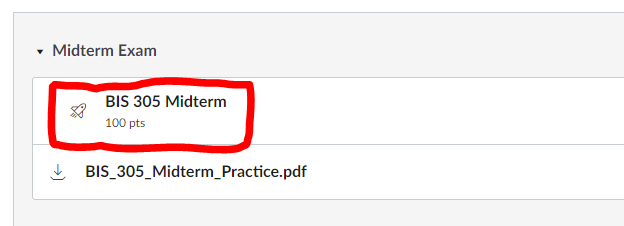 Midterm Exam
BIS 305 Midterm
100 pts
BIS_305_Midterm_Practice.pdf